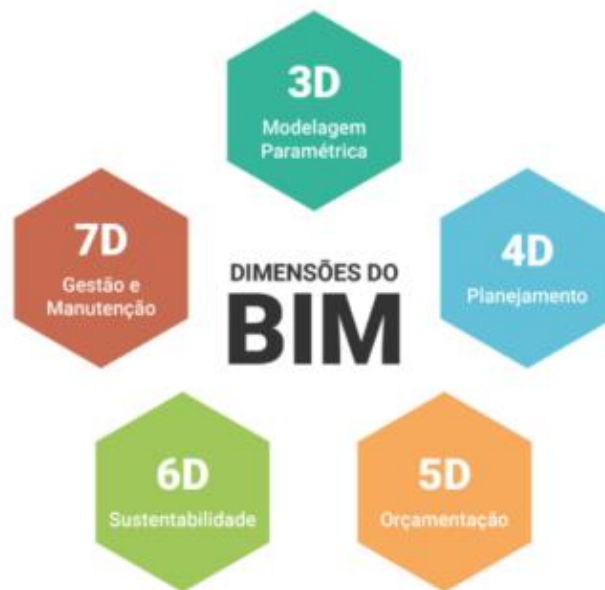 3D
Modelagem
Paramétrica
7D
Gestão e
Manutenção
DIMENSÕES DO
BIM
4D
Planejamento
6D
Sustentabilidade
5D
Orçamentação